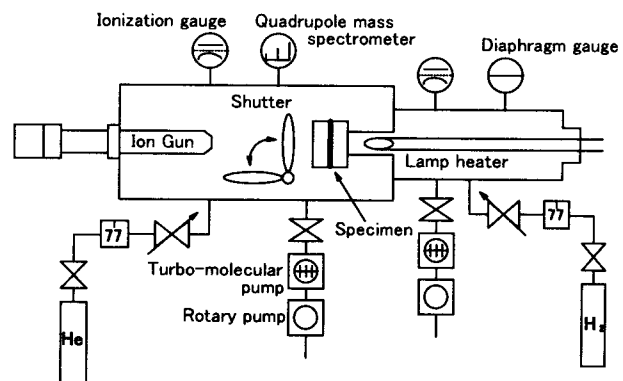 Ionization gauge
Quadrupole mass
spectrometer
Diaphragm gauge
Shutter
Ion Gun
Lamp heater
Specimen
77
77
Turbo-molecular
pump
Rotary pump
He
H₂